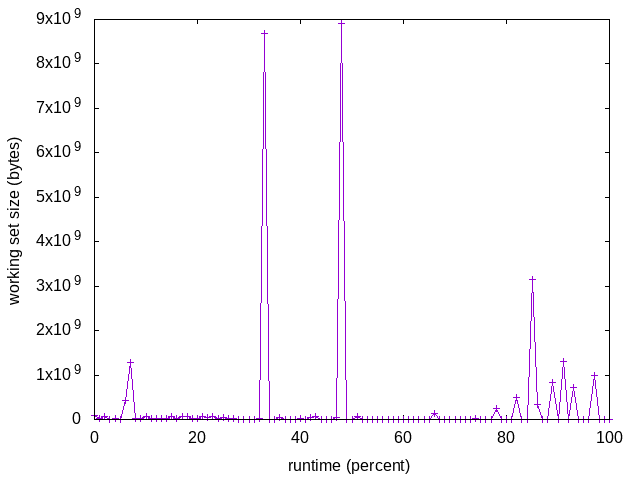 9x10^9
8x10^9
7x10^9
6x10^9
5x10^9
4x10^9
3x10^9
2x10^9
1x10^9
0
working set size (bytes)
0 20 40 60 80 100
runtime (percent)